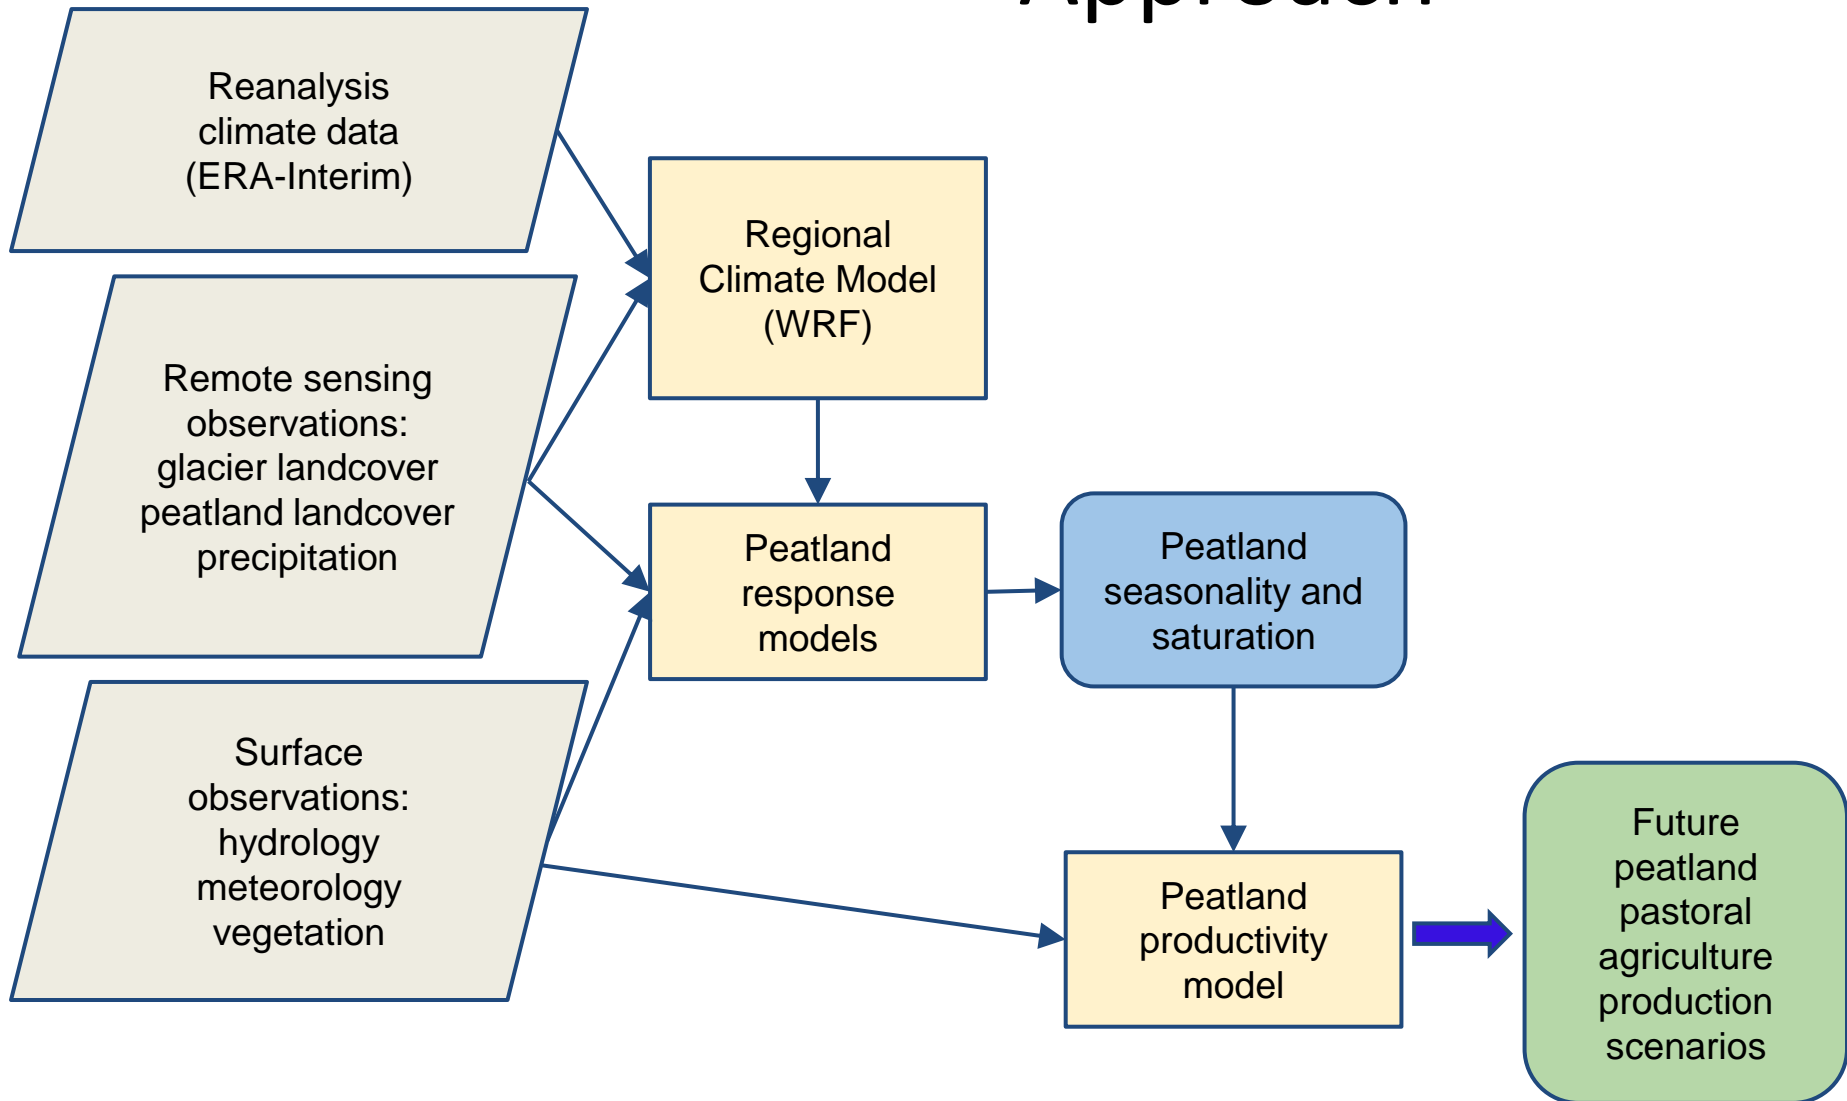 Approach
Reanalysis
climate data
(ERA-Interim)
Regional
Climate Model
(WRF)
Remote sensing
observations:
glacier landcover
peatland landcover
precipitation
Peatland
response
models
Peatland
seasonality and
saturation
Surface
observations:
hydrology
meteorology
vegetation
Peatland
productivity
model
Future
peatland
pastoral
agriculture
production
scenarios